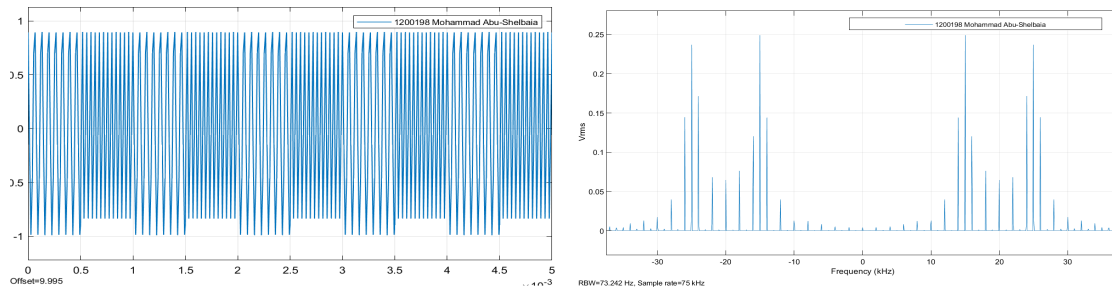 1200198 Mohammad Abu-Shelbaia
1
0.5
0
0.5
-1
0 0.5 1 1.5 2 2.5 3 3.5 4 4.5 5
Offset=9.995
1200198 Mohammad Abu-Shelbaia
0.25
0.2
0.15
0.1
0.05
0
Vrms
-30 -20 -10 0 10 20 30
Frequency (kHz)
RBW=73.242 Hz, Sample rate=75 kHz